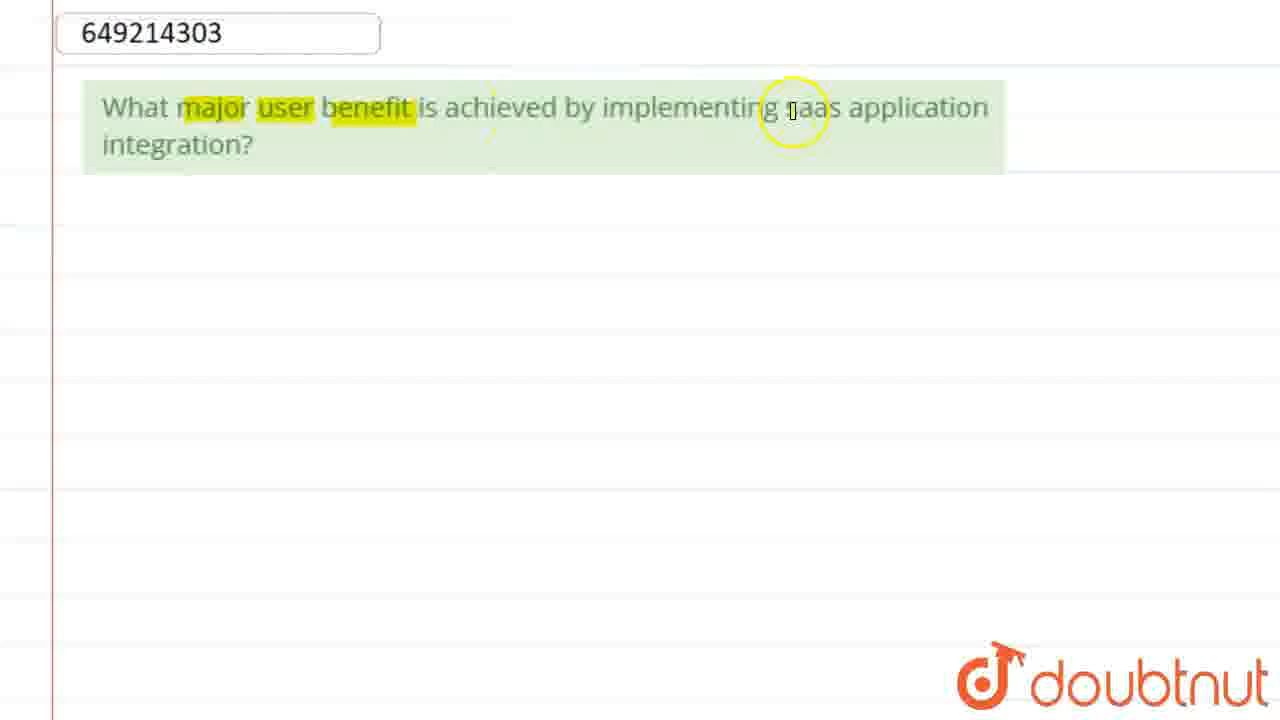 649214303
What major user benefit is achieved by implementing saas application
integration?
doubtnut